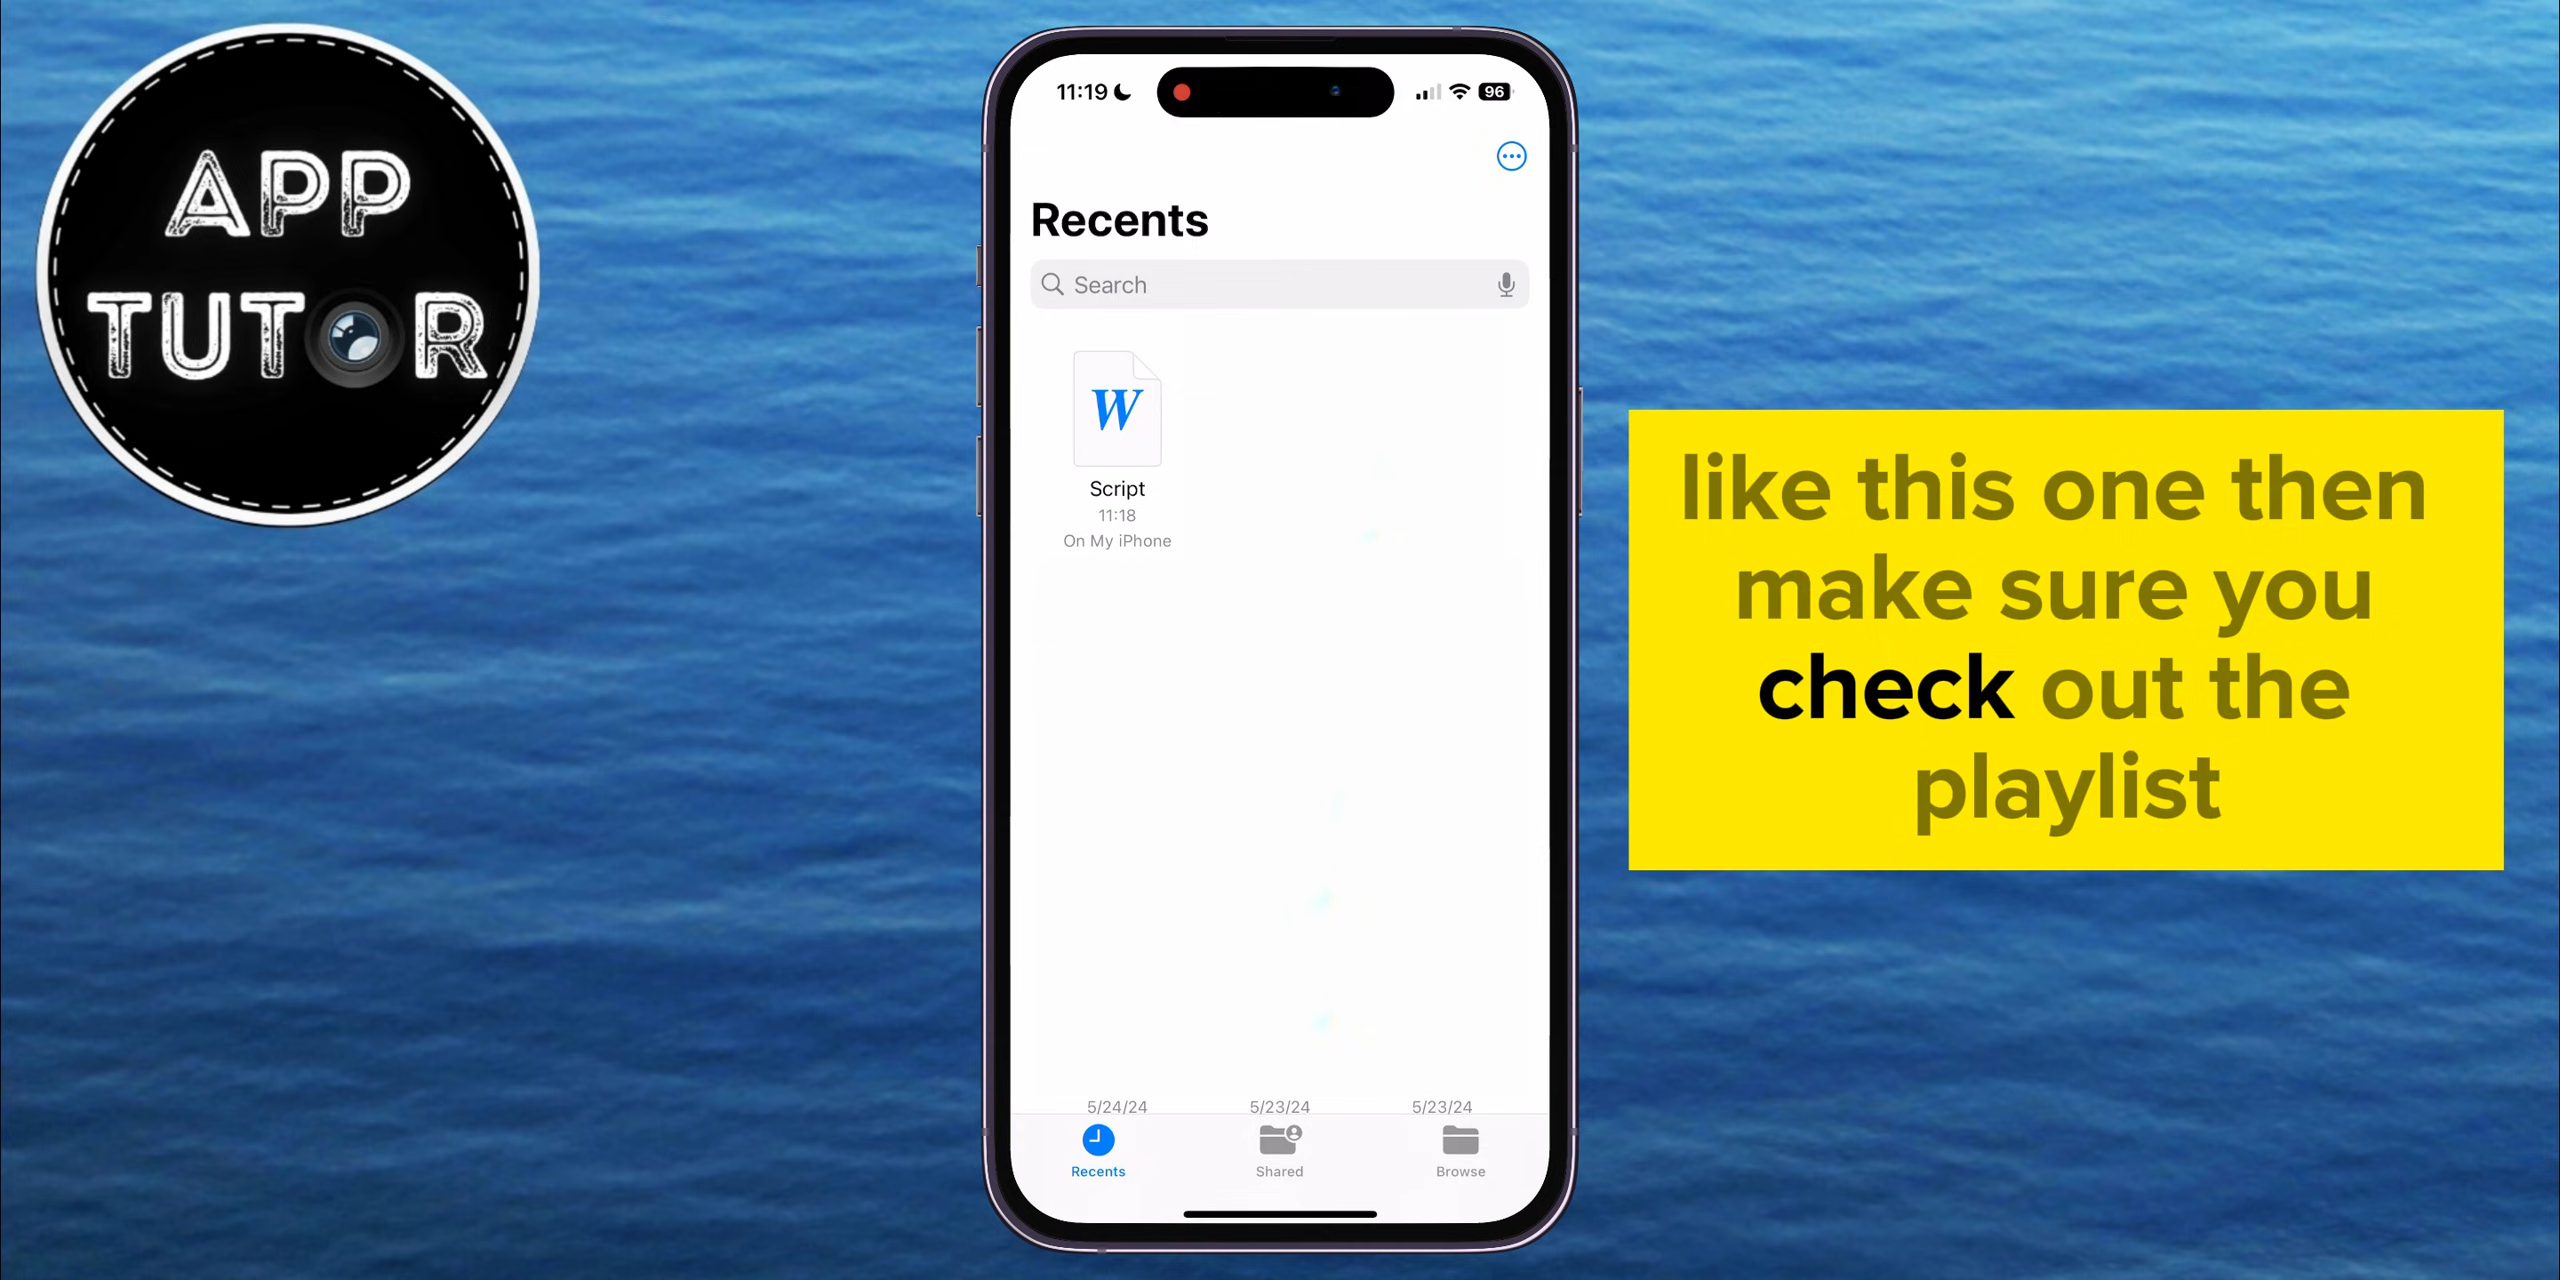 APP
TUTOR
11:19
96
Recents
Search
W
Script
11:18
On My iPhone
5/24/24 5/23/24 5/23/24
Recents Shared Browse
like this one then
make sure you
check out the
playlist